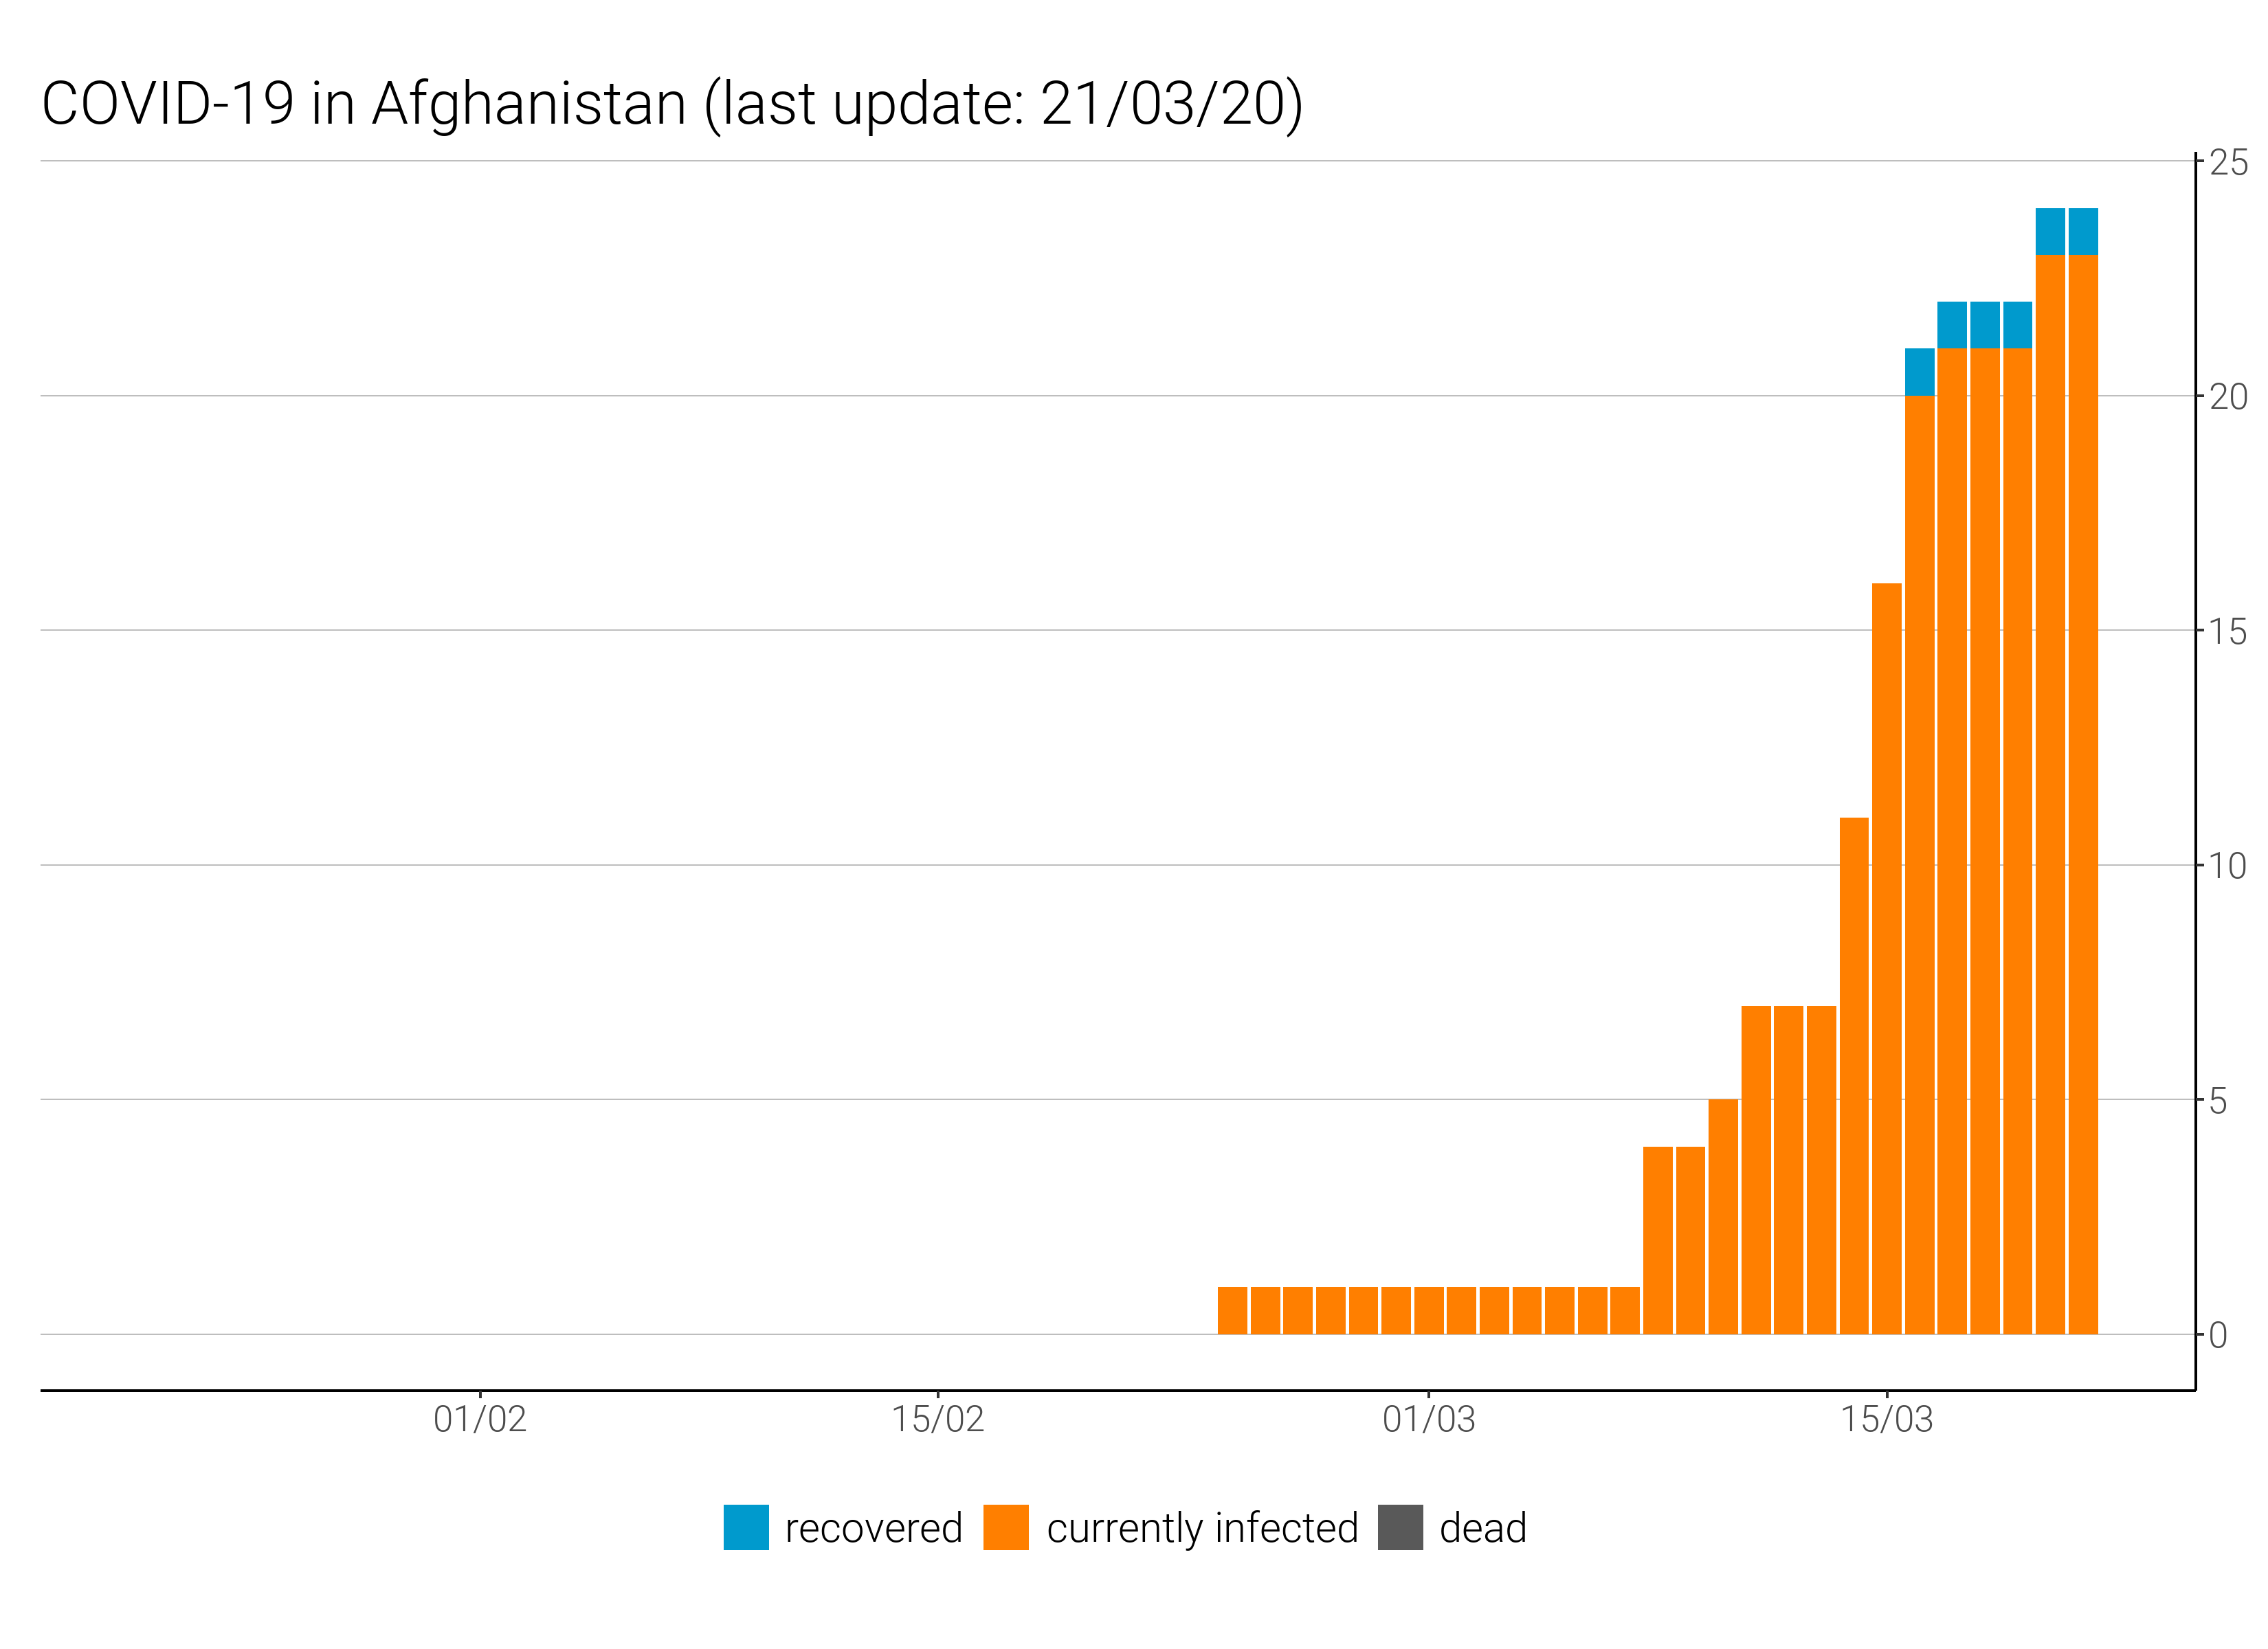 COVID-19 in Afghanistan (last update: 21/03/20)
25
20
15
10
5
0
01/02 15/02 01/03 15/03
recovered currently infected dead